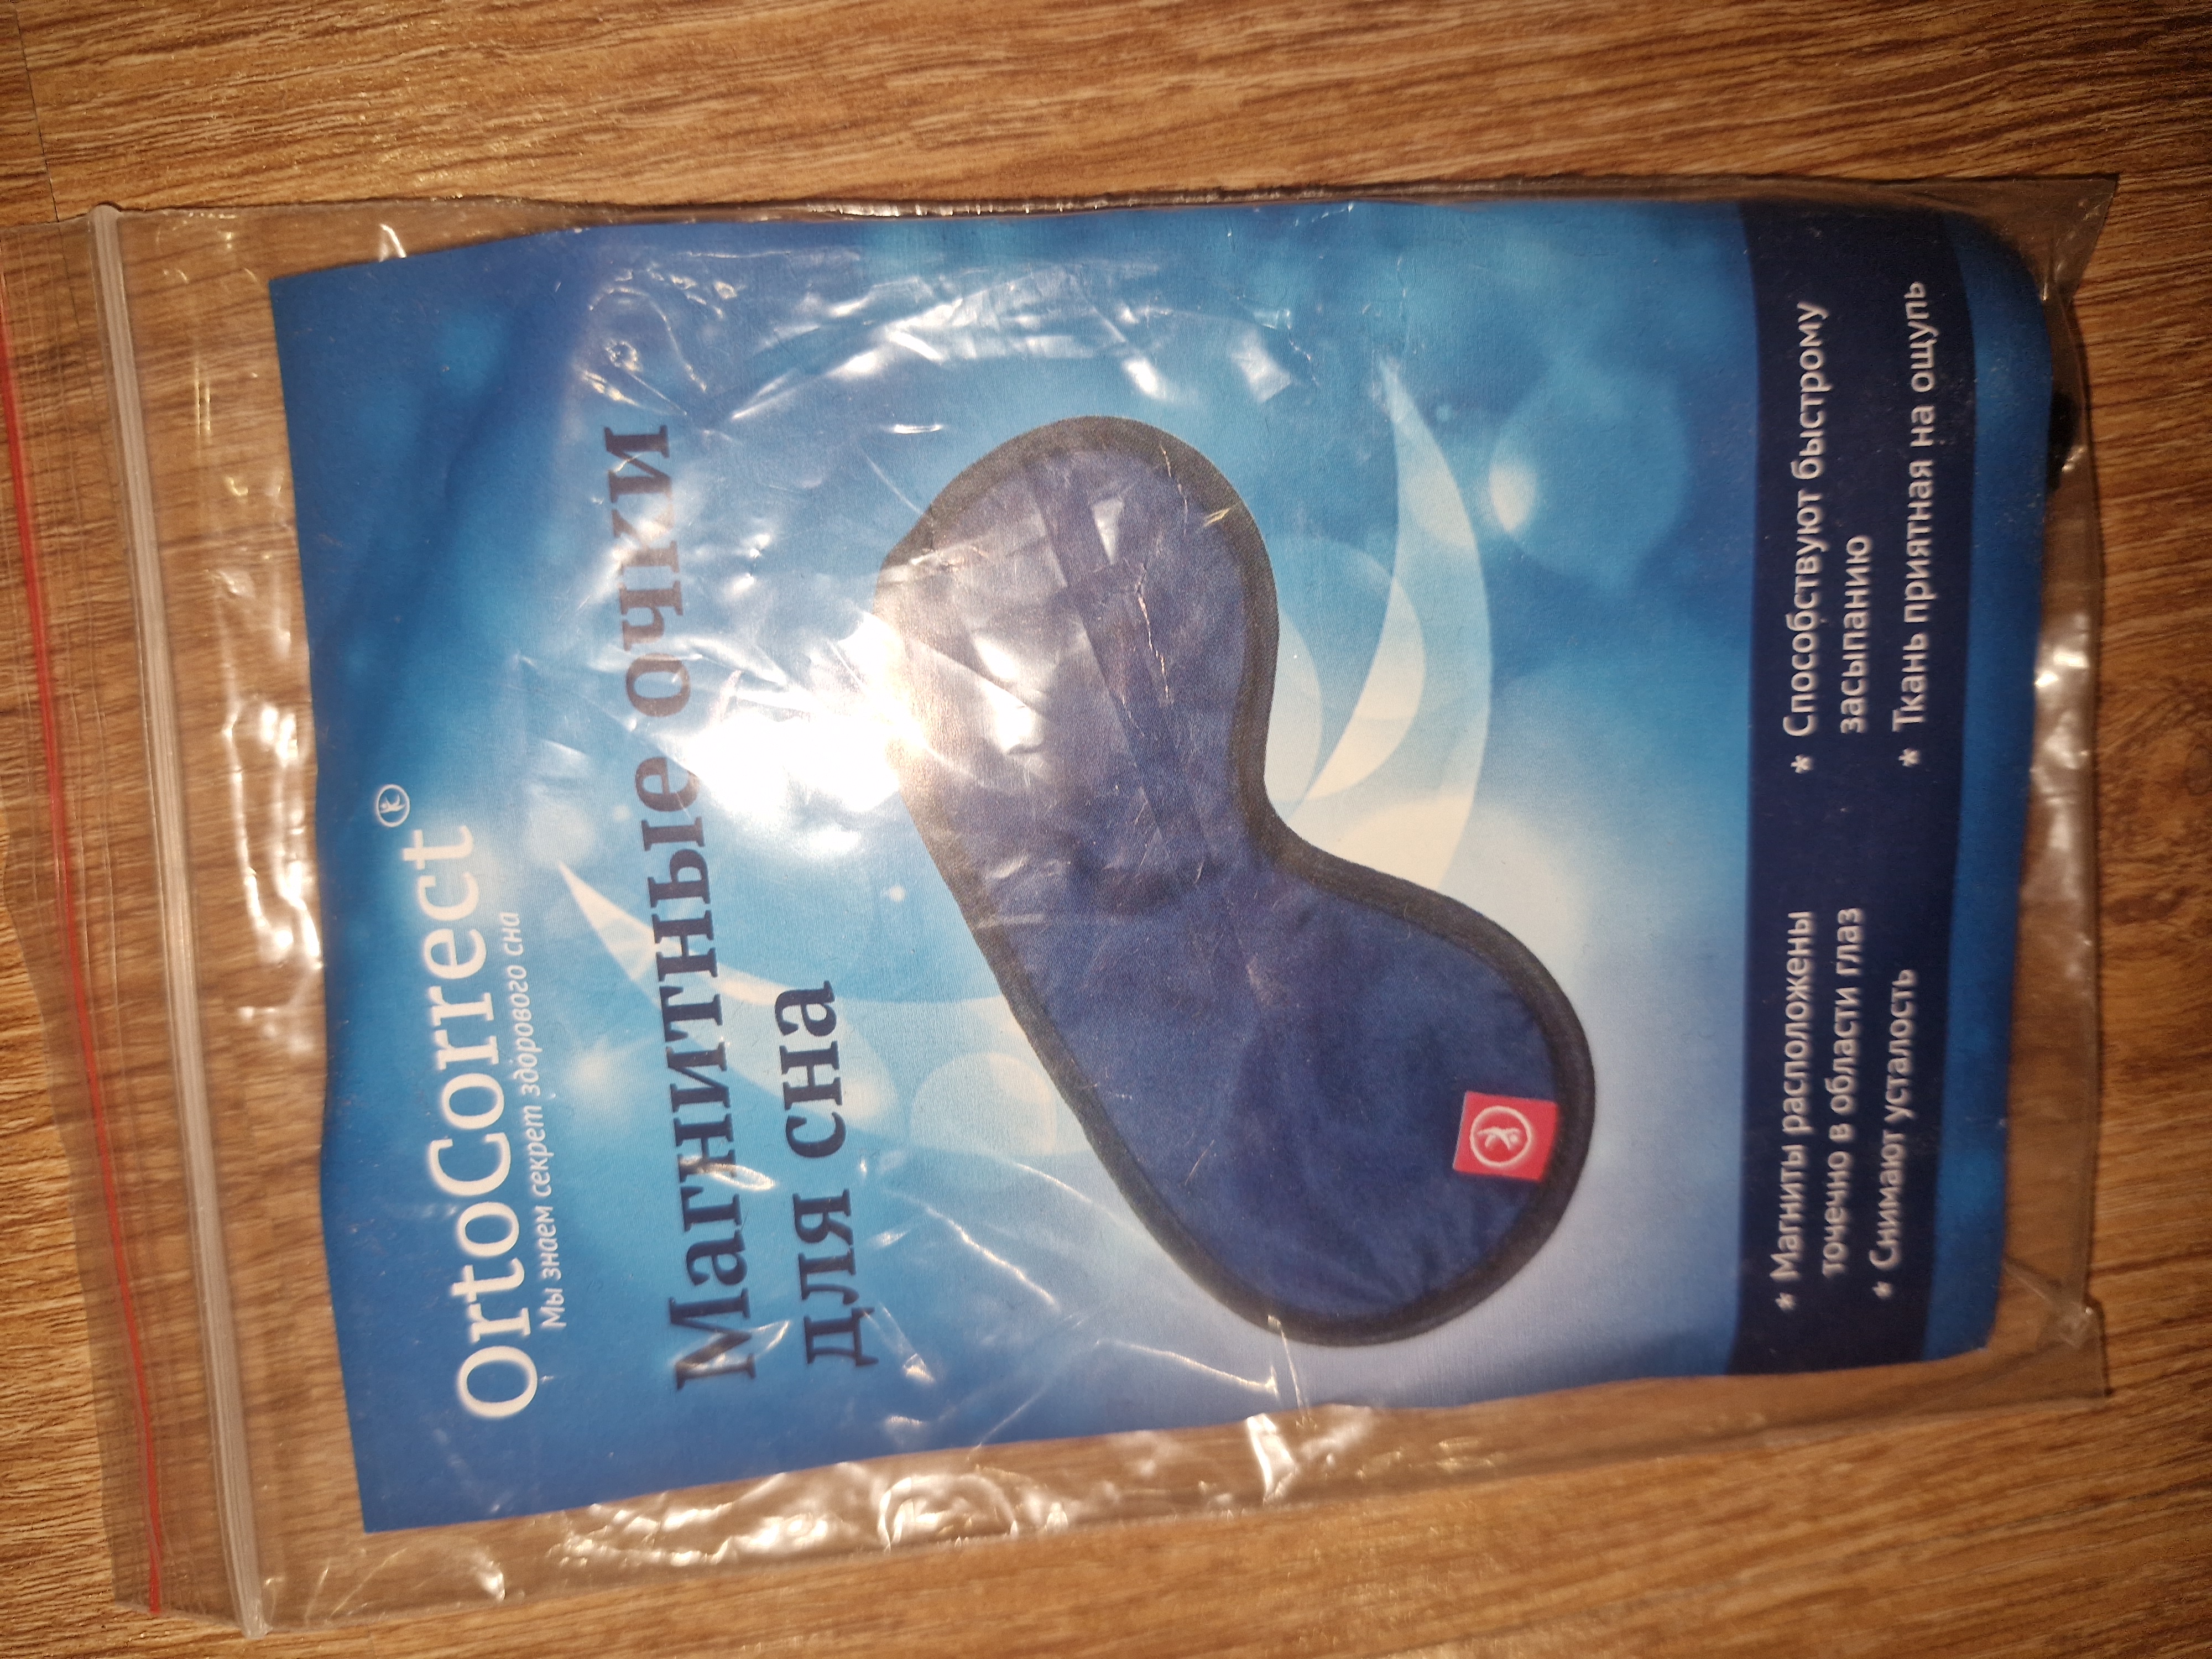 OrtoCorrect
Мы знаем секрет здорового сна
Магнитные очки
для сна
* Магниты расположены
точечно в области глаз
* Снимают усталость
* Способствуют быстрому
засыпанию
* Ткань приятная на ощупь